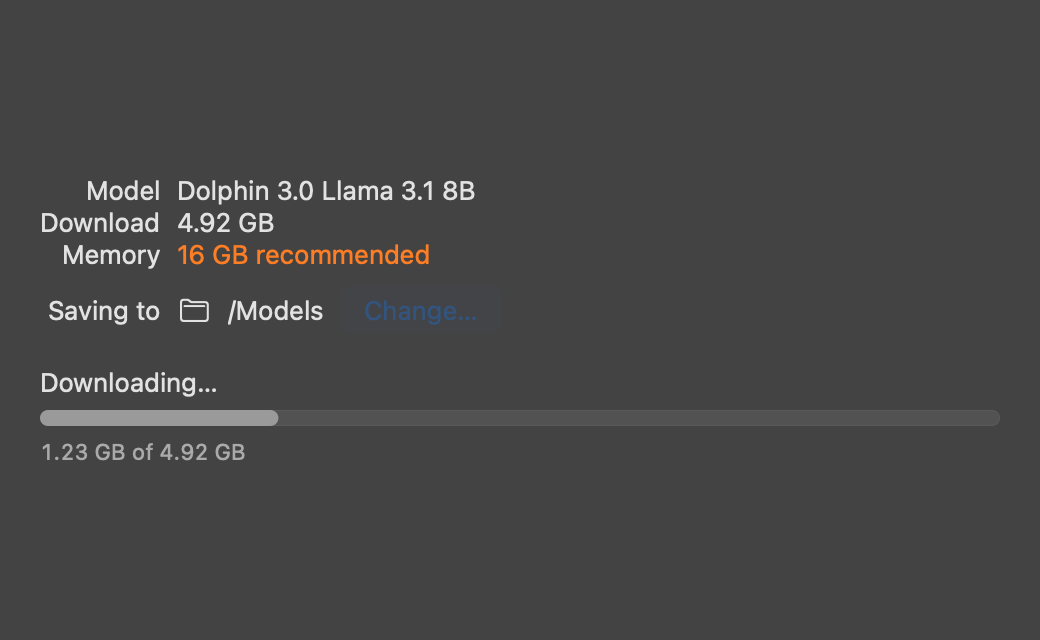 Model Dolphin 3.0 Llama 3.1 8B
Download 4.92 GB
Memory 16 GB recommended
Saving to /Models Change...
Downloading...
1.23 GB of 4.92 GB